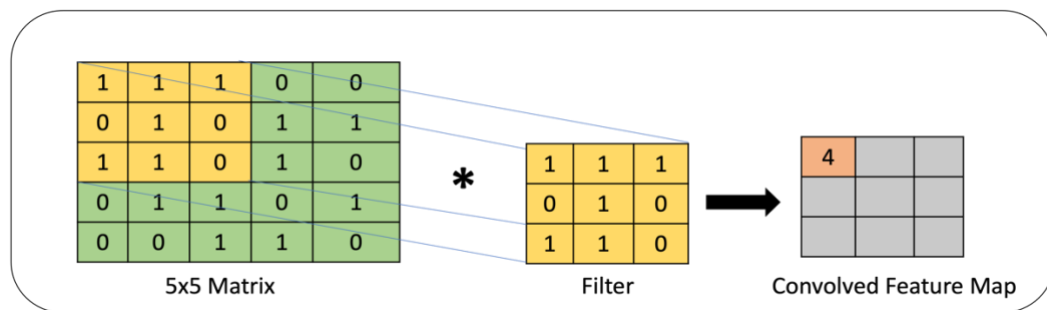 1 1 1 0 0
0 1 0 1 1
1 1 0 1 0
0 1 1 0 1
0 0 1 1 0
5x5 Matrix
*
1 1 1
0 1 0
1 1 0
Filter
4
Convolved Feature Map